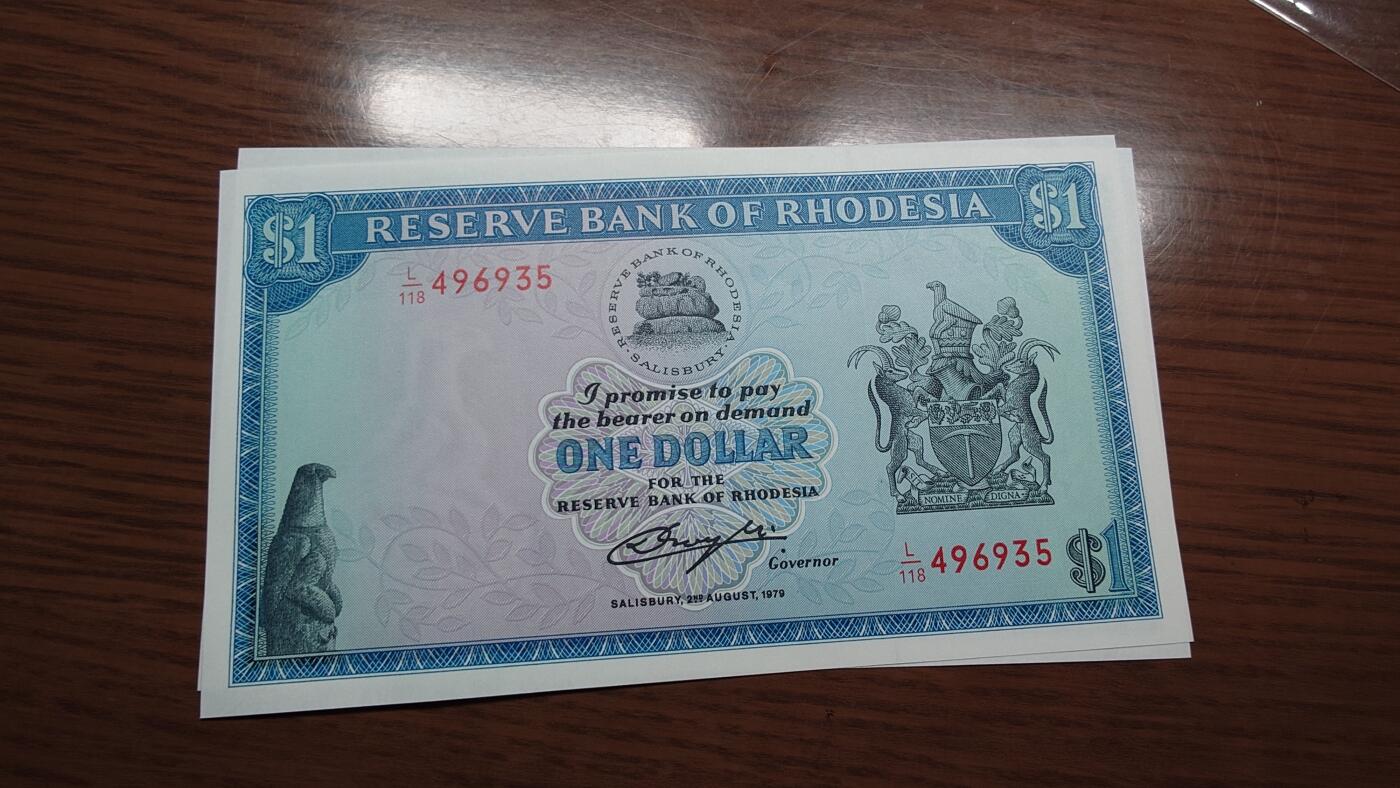 $1 RESERVE BANK OF RHODESIA $1
L/118 496935
RESERVE BANK OF RHODESIA
· SALISBURY ·
I promise to pay
the bearer on demand
ONE DOLLAR
FOR THE
RESERVE BANK OF RHODESIA
Governor
SALISBURY, 2ND AUGUST, 1979
NOMINE DIGNA
L/118 496935 $1